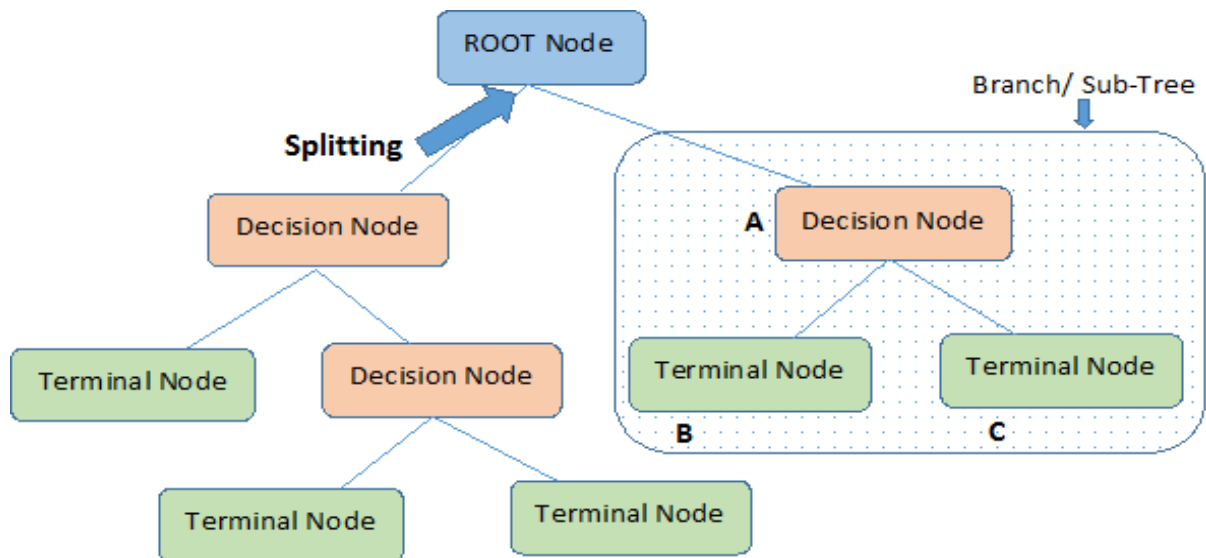 ROOT Node
Branch/ Sub-Tree
Splitting
Decision Node
A
Decision Node
Terminal Node
Decision Node
Terminal Node
Terminal Node
B
C
Terminal Node
Terminal Node